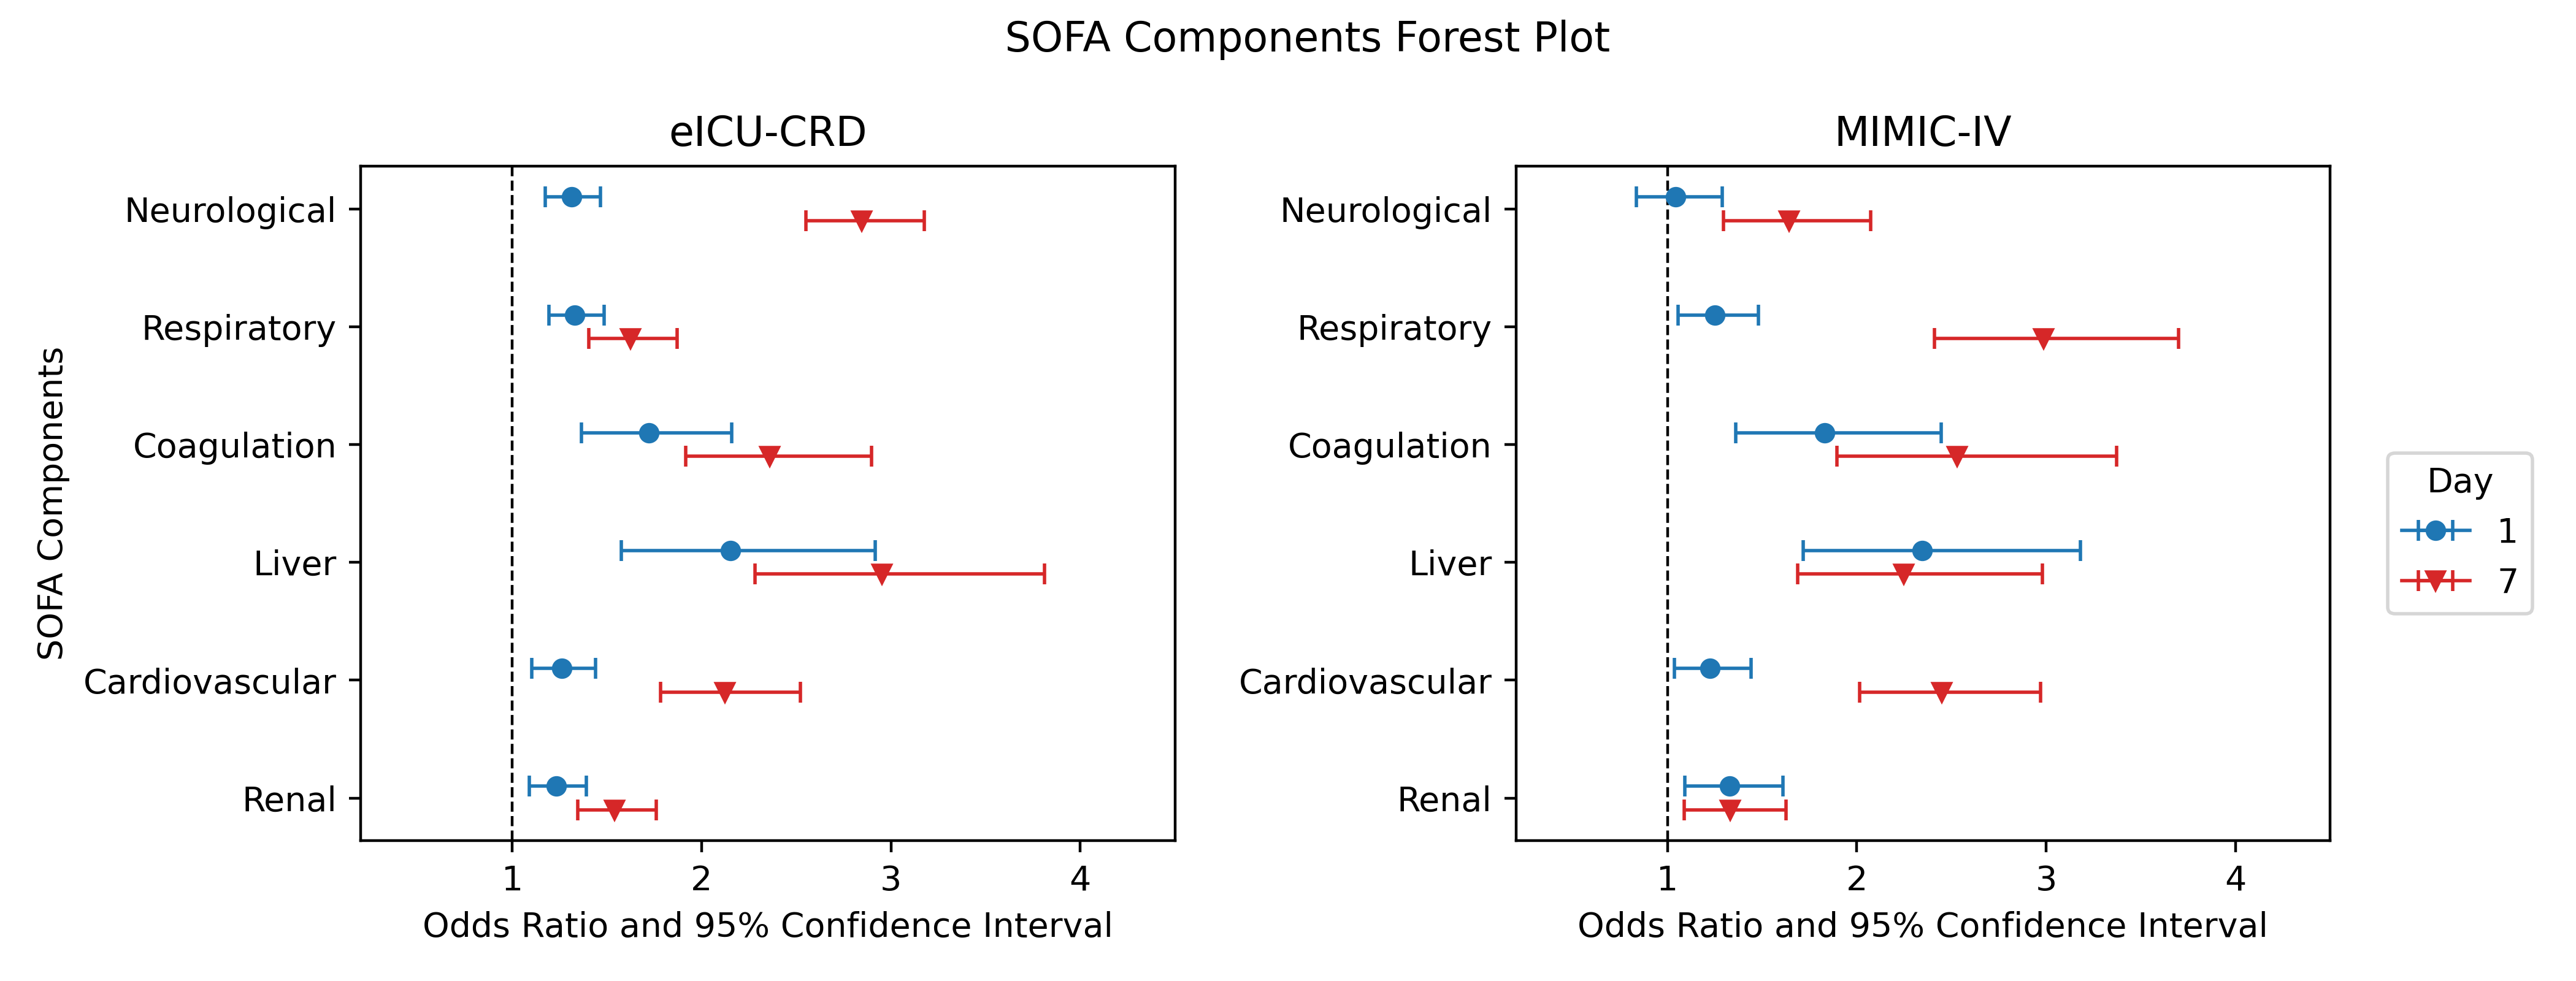 SOFA Components Forest Plot
eICU-CRD
SOFA Components
Neurological
Respiratory
Coagulation
Liver
Cardiovascular
Renal
1 2 3 4
Odds Ratio and 95% Confidence Interval
MIMIC-IV
Neurological
Respiratory
Coagulation
Liver
Cardiovascular
Renal
1 2 3 4
Odds Ratio and 95% Confidence Interval
Day
1
7